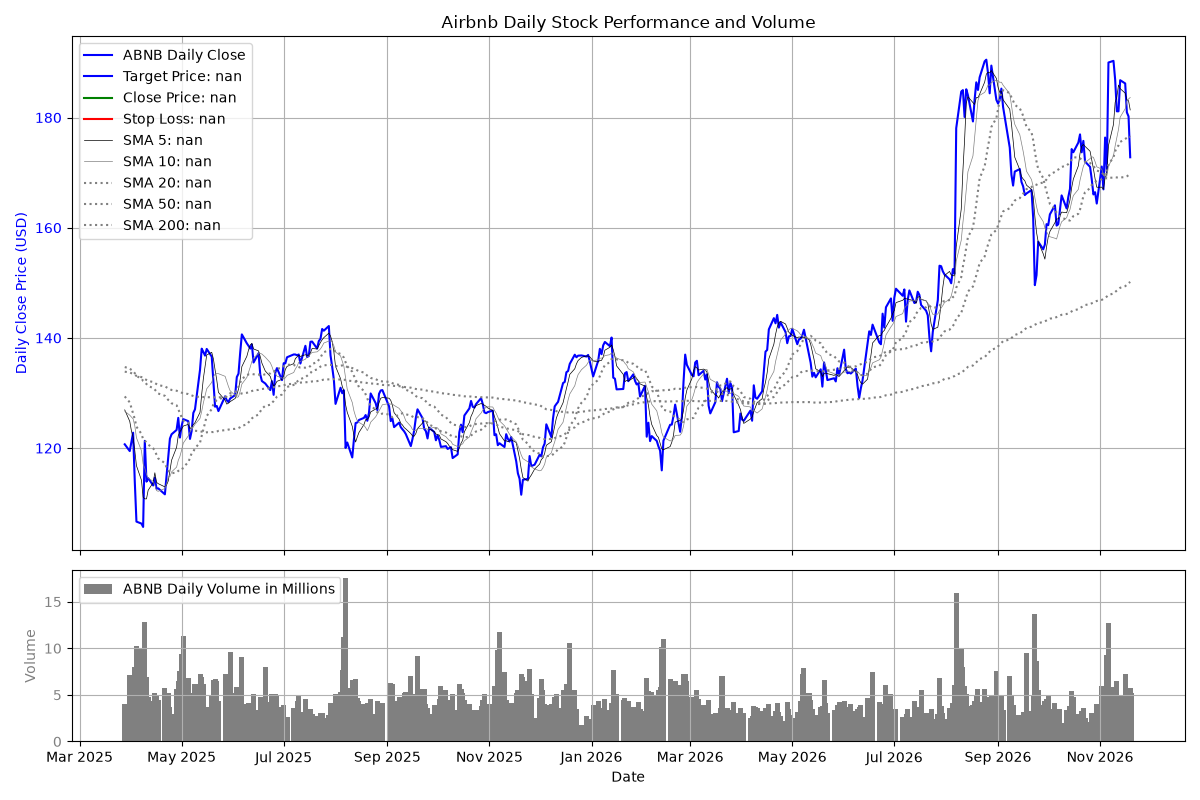 Airbnb Daily Stock Performance and Volume
ABNB Daily Close
Target Price: nan
Close Price: nan
Stop Loss: nan
SMA 5: nan
SMA 10: nan
SMA 20: nan
SMA 50: nan
SMA 200: nan
180
160
140
120
Daily Close Price (USD)
ABNB Daily Volume in Millions
15
10
5
0
Volume
Mar 2025 May 2025 Jul 2025 Sep 2025 Nov 2025 Jan 2026 Mar 2026 May 2026 Jul 2026 Sep 2026 Nov 2026
Date